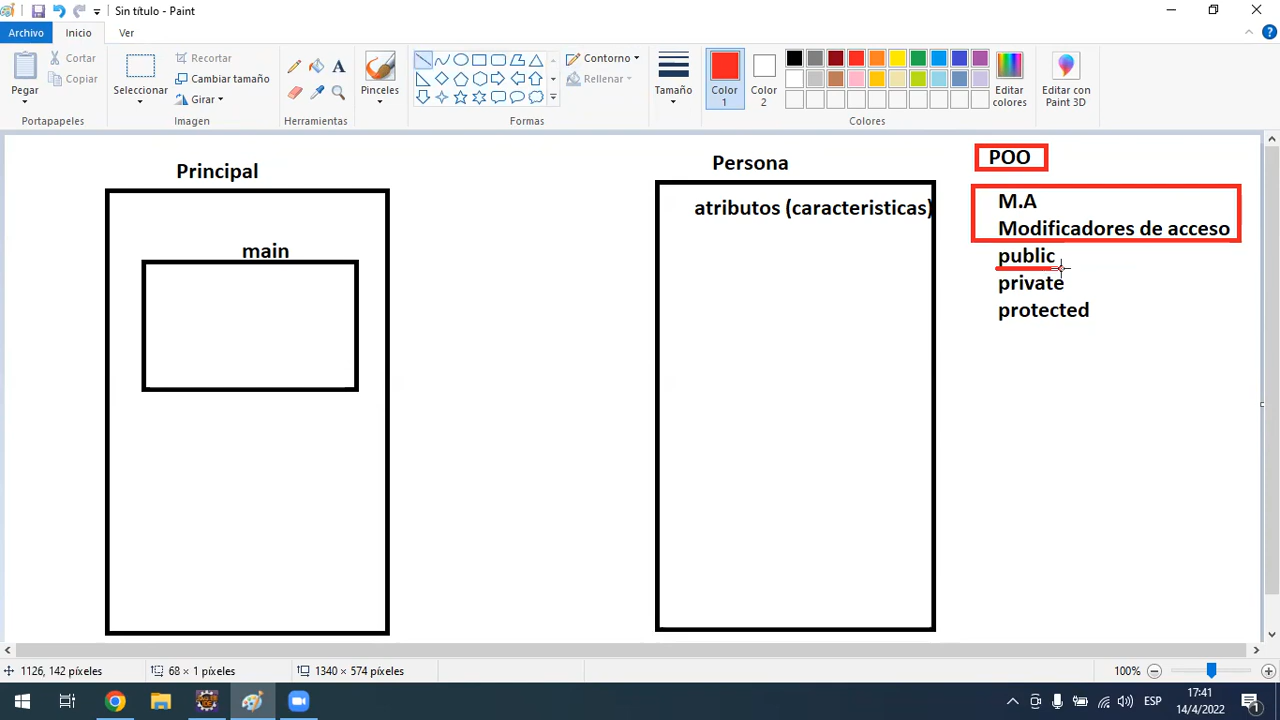 Sin título - Paint
Archivo
Inicio
Ver
Pegar
Cortar
Copiar
Portapapeles
Seleccionar
Recortar
Cambiar tamaño
Girar
Imagen
Herramientas
Pinceles
Contorno
Rellenar
Formas
Tamaño
Color 1
Color 2
Editar colores
Colores
Editar con Paint 3D
Principal
main
Persona
atributos (caracteristicas)
POO
M.A
Modificadores de acceso
public
private
protected
1126, 142 píxeles
68 × 1 píxeles
1340 × 574 píxeles
100%
ESP
17:41
14/4/2022
1